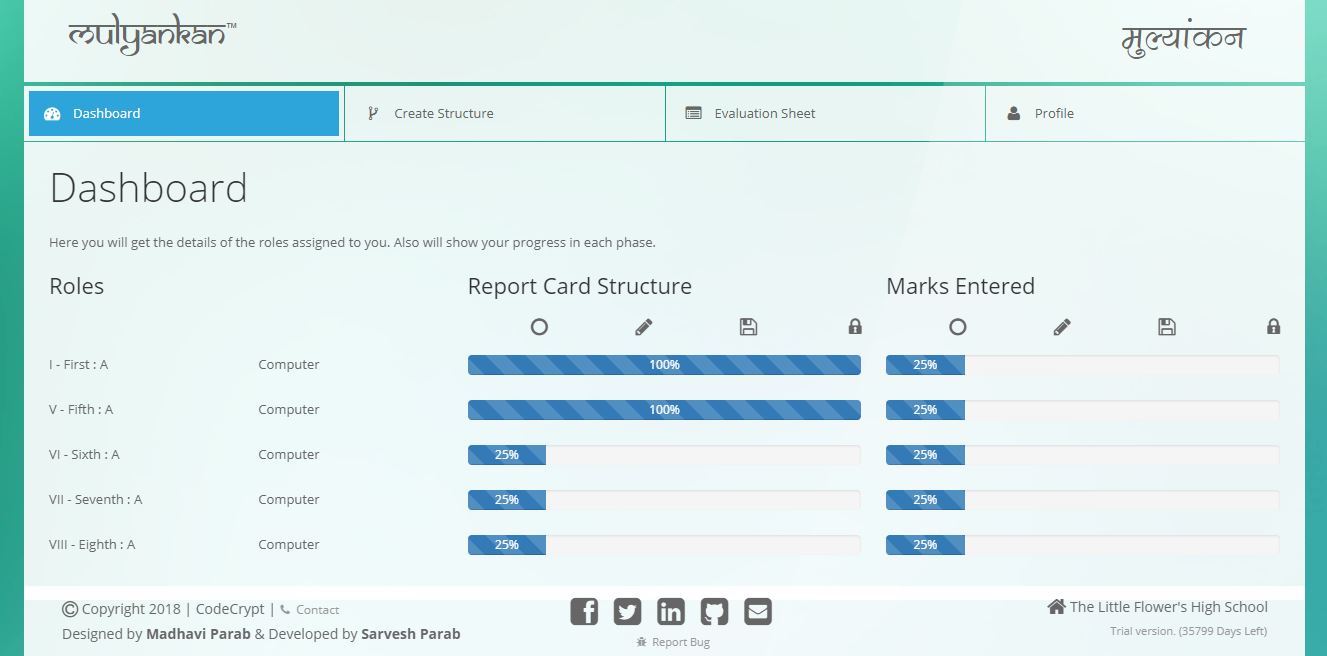 mulyankan™
मुल्यांकन
Dashboard
Create Structure
Evaluation Sheet
Profile
Dashboard
Here you will get the details of the roles assigned to you. Also will show your progress in each phase.
Roles
Report Card Structure
Marks Entered
I - First : A Computer 100% 25%
V - Fifth : A Computer 100% 25%
VI - Sixth : A Computer 25% 25%
VII - Seventh : A Computer 25% 25%
VIII - Eighth : A Computer 25% 25%
© Copyright 2018 | CodeCrypt | Contact
Designed by Madhavi Parab & Developed by Sarvesh Parab
Report Bug
The Little Flower's High School
Trial version. (35799 Days Left)